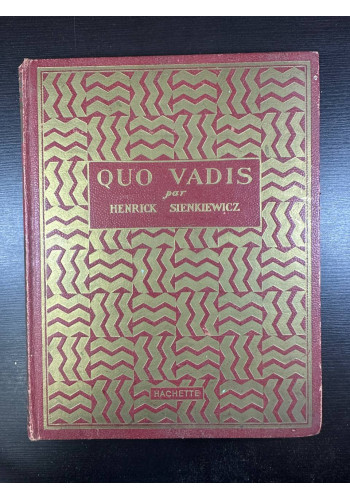 QUO VADIS
par
HENRICK SIENKIEWICZ
HACHETTE